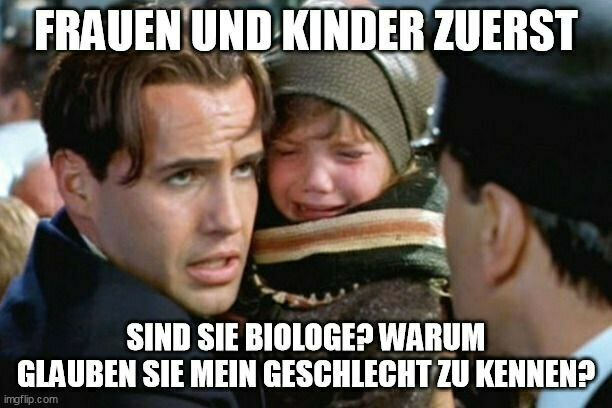 FRAUEN UND KINDER ZUERST
SIND SIE BIOLOGE? WARUM
GLAUBEN SIE MEIN GESCHLECHT ZU KENNEN?
imgflip.com